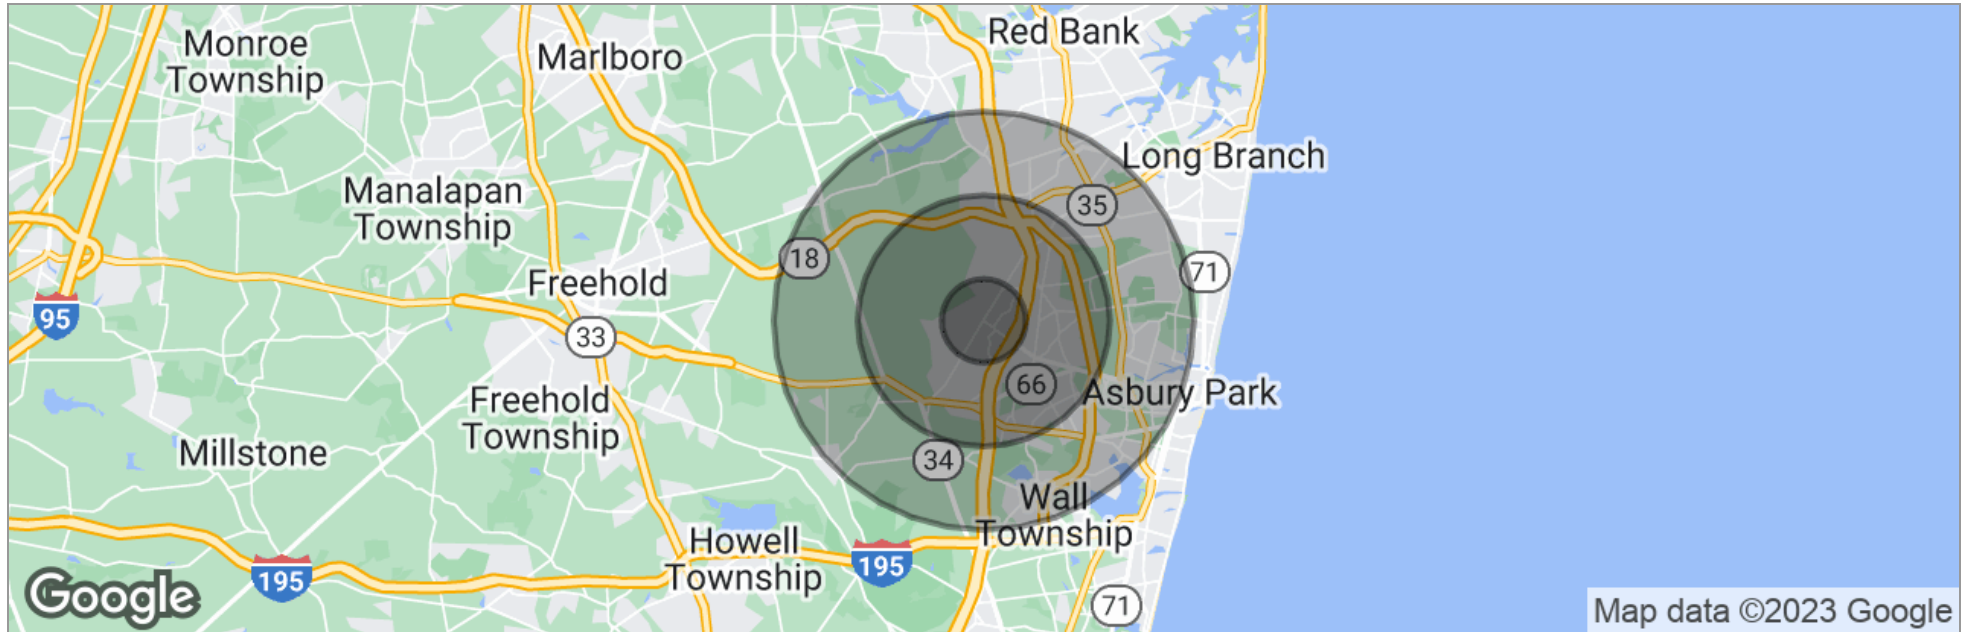 Red Bank
Monroe
Township
Marlboro
Long Branch
Manalapan
Township
35
18
71
Freehold
95
33
66
Asbury Park
Freehold
Township
Millstone
34
Wall
Township
Howell
Township
195
195
Google
71
Map data ©2023 Google